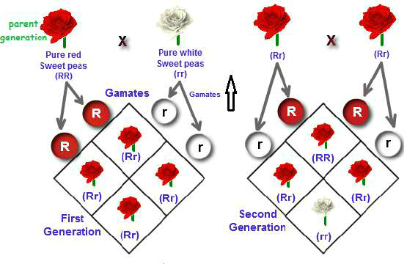 parent
generation
X
Pure red
Sweet peas
(RR)
Pure white
Sweet peas
(rr)
Gamates
Gamates
R
R
r
r
(Rr)
(Rr)
(Rr)
(Rr)
First
Generation
X
(Rr)
(Rr)
R
R
r
r
(RR)
(Rr)
(Rr)
(rr)
Second
Generation